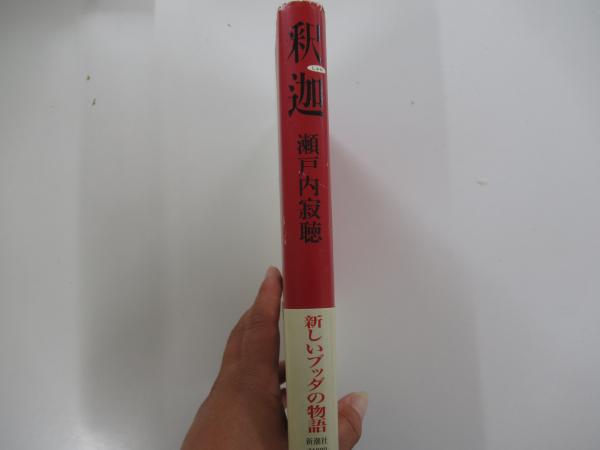 釈迦
瀬戸内寂聴
新しいブッダの物語
新潮社